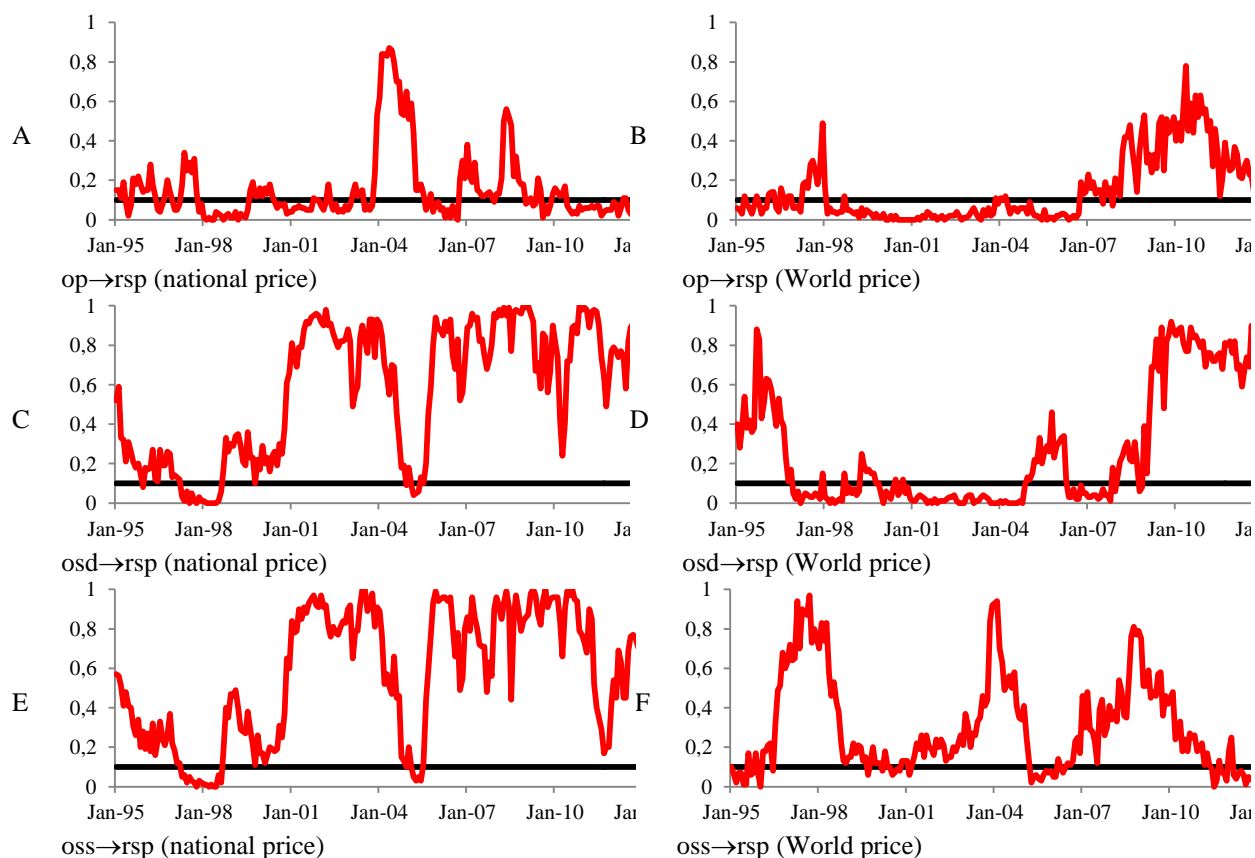 1
0,8
0,6
0,4
0,2
0
A
Jan-95 Jan-98 Jan-01 Jan-04 Jan-07 Jan-10 Ja
op→rsp (national price)
1
0,8
0,6
0,4
0,2
0
B
Jan-95 Jan-98 Jan-01 Jan-04 Jan-07 Jan-10 Ja
op→rsp (World price)
1
0,8
0,6
0,4
0,2
0
C
Jan-95 Jan-98 Jan-01 Jan-04 Jan-07 Jan-10 Ja
osd→rsp (national price)
1
0,8
0,6
0,4
0,2
0
D
Jan-95 Jan-98 Jan-01 Jan-04 Jan-07 Jan-10 Ja
osd→rsp (World price)
1
0,8
0,6
0,4
0,2
0
E
Jan-95 Jan-98 Jan-01 Jan-04 Jan-07 Jan-10 Ja
oss→rsp (national price)
1
0,8
0,6
0,4
0,2
0
F
Jan-95 Jan-98 Jan-01 Jan-04 Jan-07 Jan-10 Ja
oss→rsp (World price)